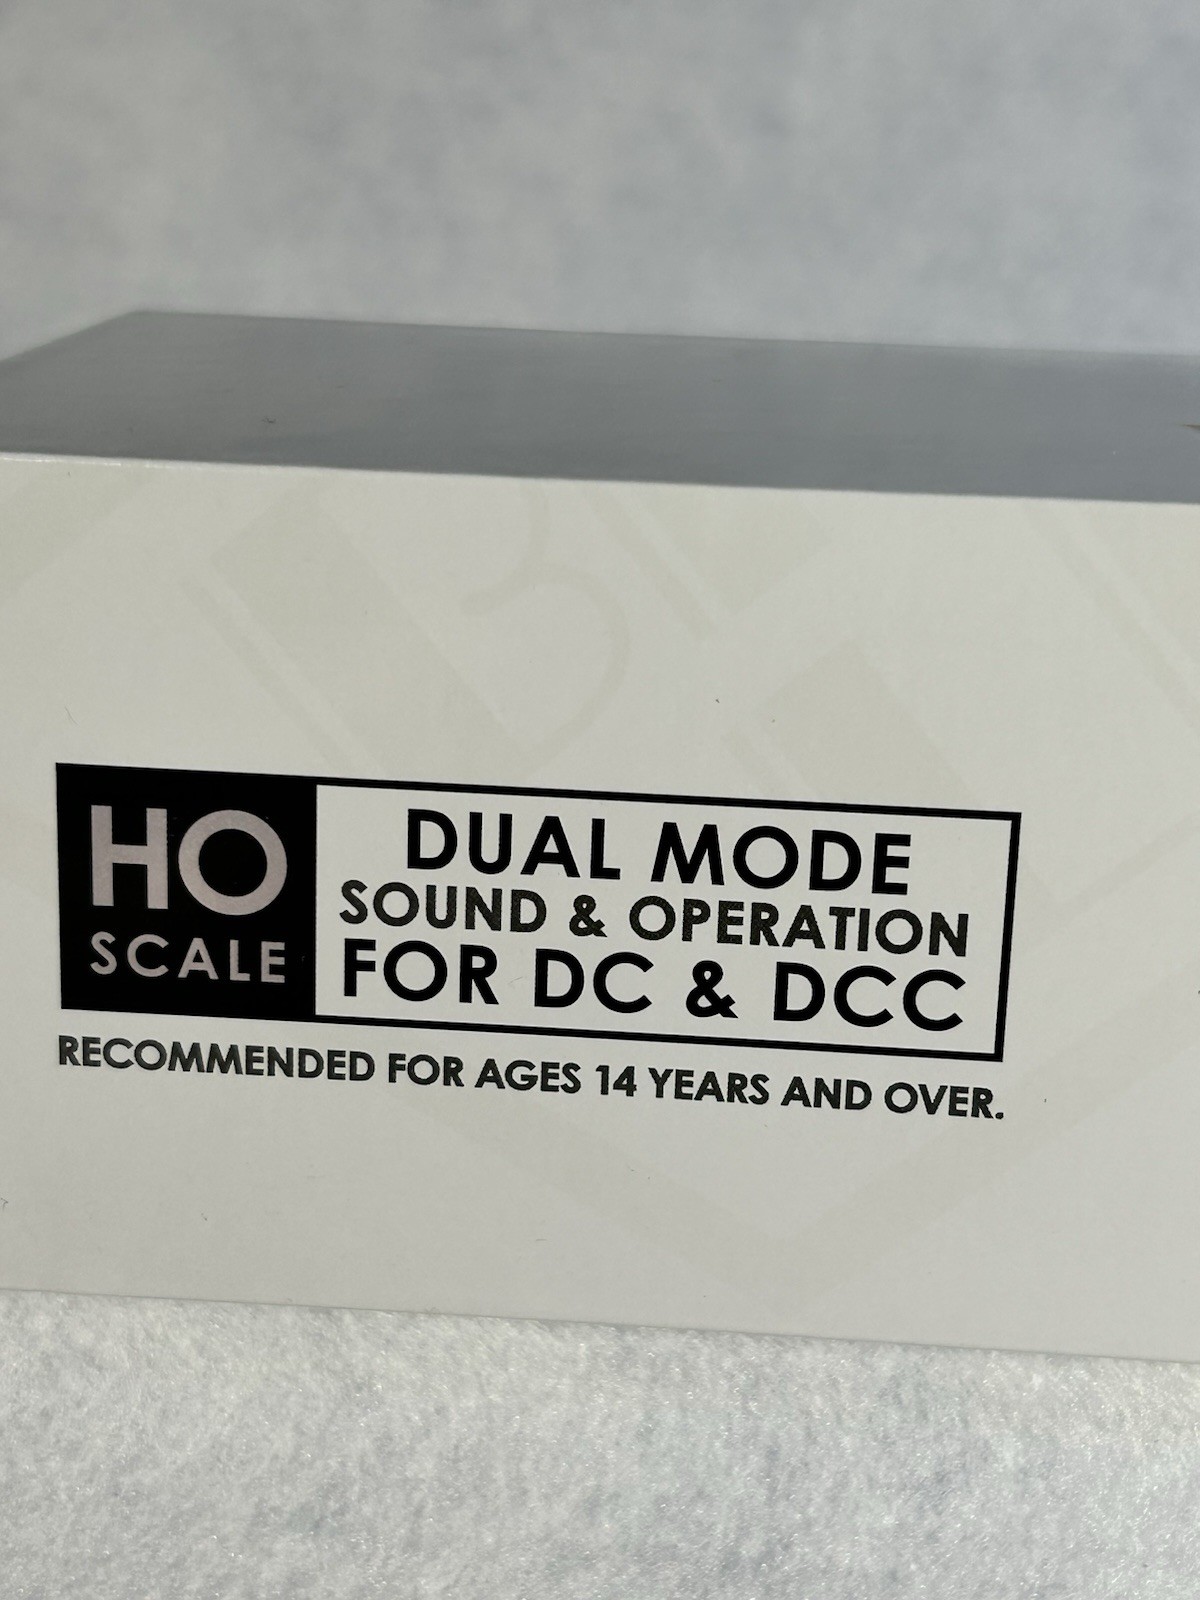 HO
SCALE
DUAL MODE
SOUND & OPERATION
FOR DC & DCC
RECOMMENDED FOR AGES 14 YEARS AND OVER.